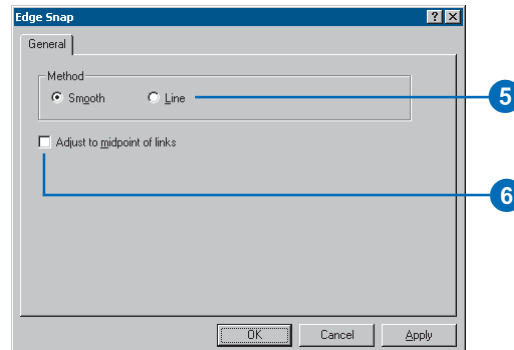 Edge Snap
General
Method
Smooth Line
5
Adjust to midpoint of links
6
OK Cancel Apply